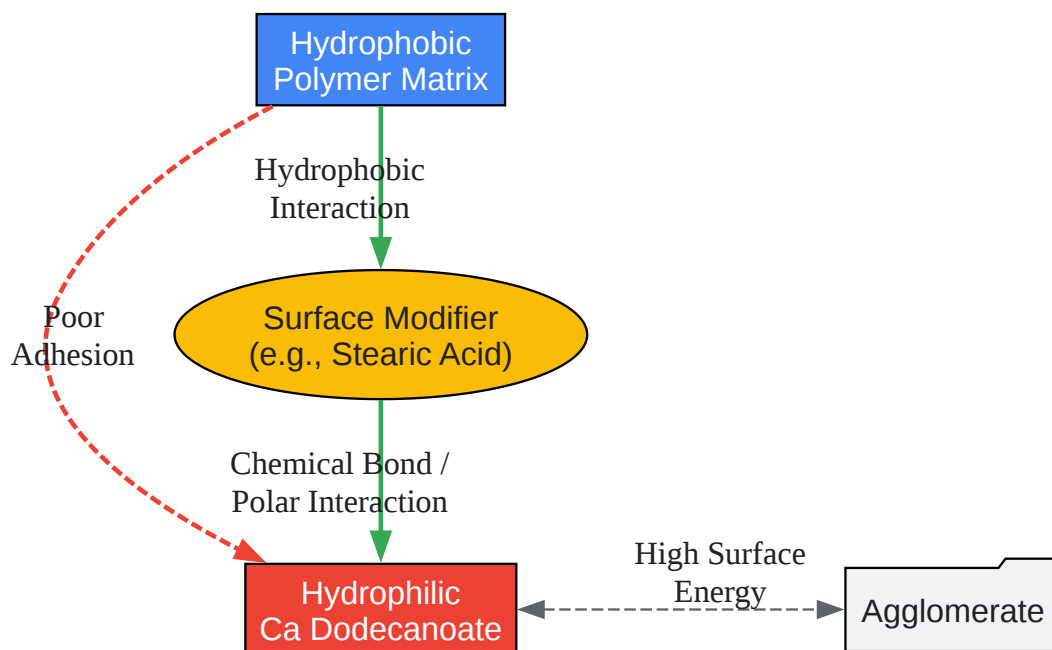 Hydrophobic
Polymer Matrix
Hydrophobic
Interaction
Surface Modifier
(e.g., Stearic Acid)
Poor
Adhesion
Chemical Bond /
Polar Interaction
High Surface
Energy
Hydrophilic
Ca Dodecanoate
Agglomerate